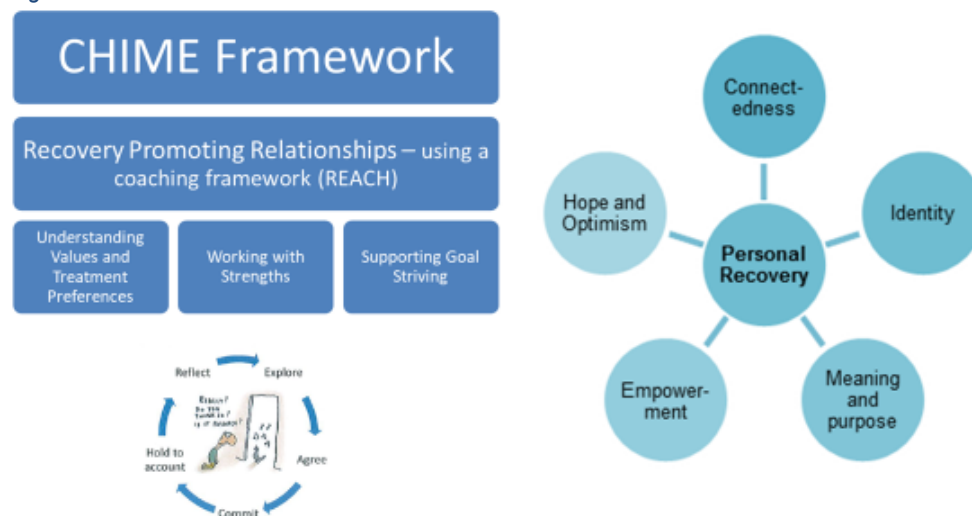 CHIME Framework
Recovery Promoting Relationships – using a
coaching framework (REACH)
Understanding
Values and
Treatment
Preferences
Working with
Strengths
Supporting Goal
Striving
Reflect
Explore
Agree
Commit
Hold to
account
Connect-
edness
Identity
Meaning
and
purpose
Empower-
ment
Hope and
Optimism
Personal
Recovery